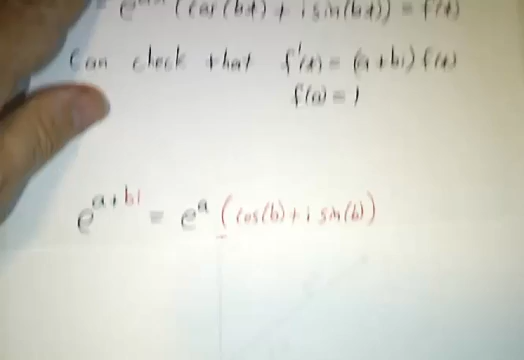 = e (cos(bt) + i sin(bt)) = f(t)
Can check that f'(t) = (a+bi) f(t)
f(0) = 1
e^{a+bi} = e^a (cos(b) + i sin(b))